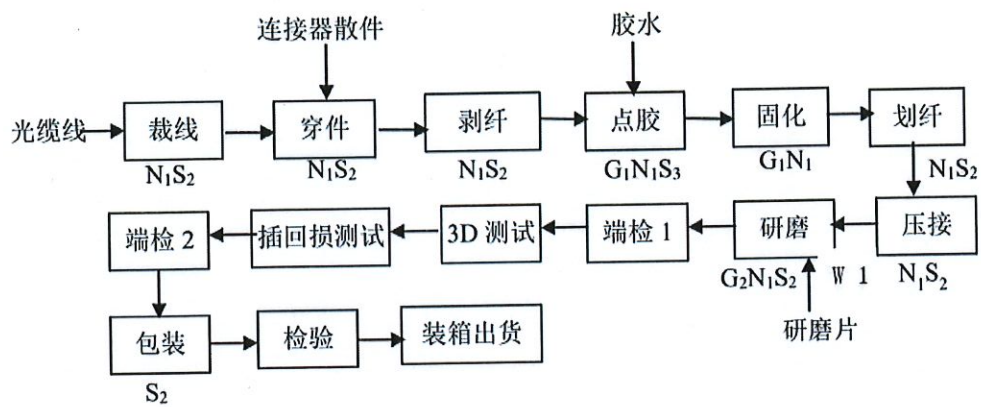 连接器散件 胶水
光缆线 裁线 穿件 剥纤 点胶 固化 划纤
N₁S₂ N₁S₂ N₁S₂ G₁N₁S₃ G₁N₁ N₁S₂
端检 2 插回损测试 3D 测试 端检 1 研磨 压接
G₂N₁S₂ W 1 N₁S₂
包装 检验 装箱出货 研磨片
S₂